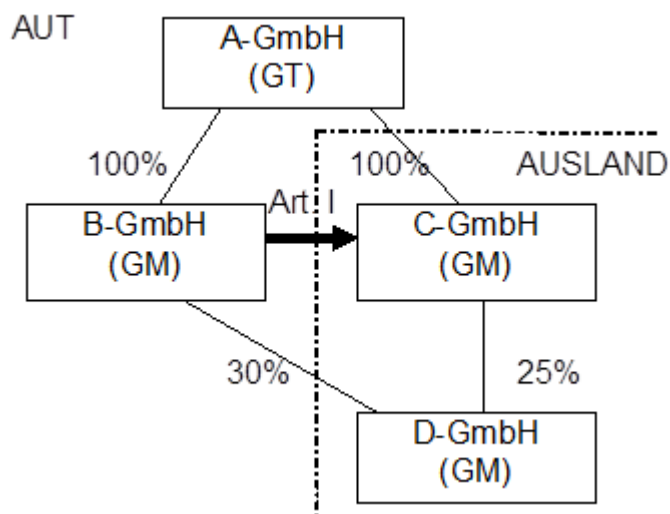 AUT
A-GmbH
(GT)
100%
100%
AUSLAND
Art I
B-GmbH
(GM)
C-GmbH
(GM)
30%
25%
D-GmbH
(GM)